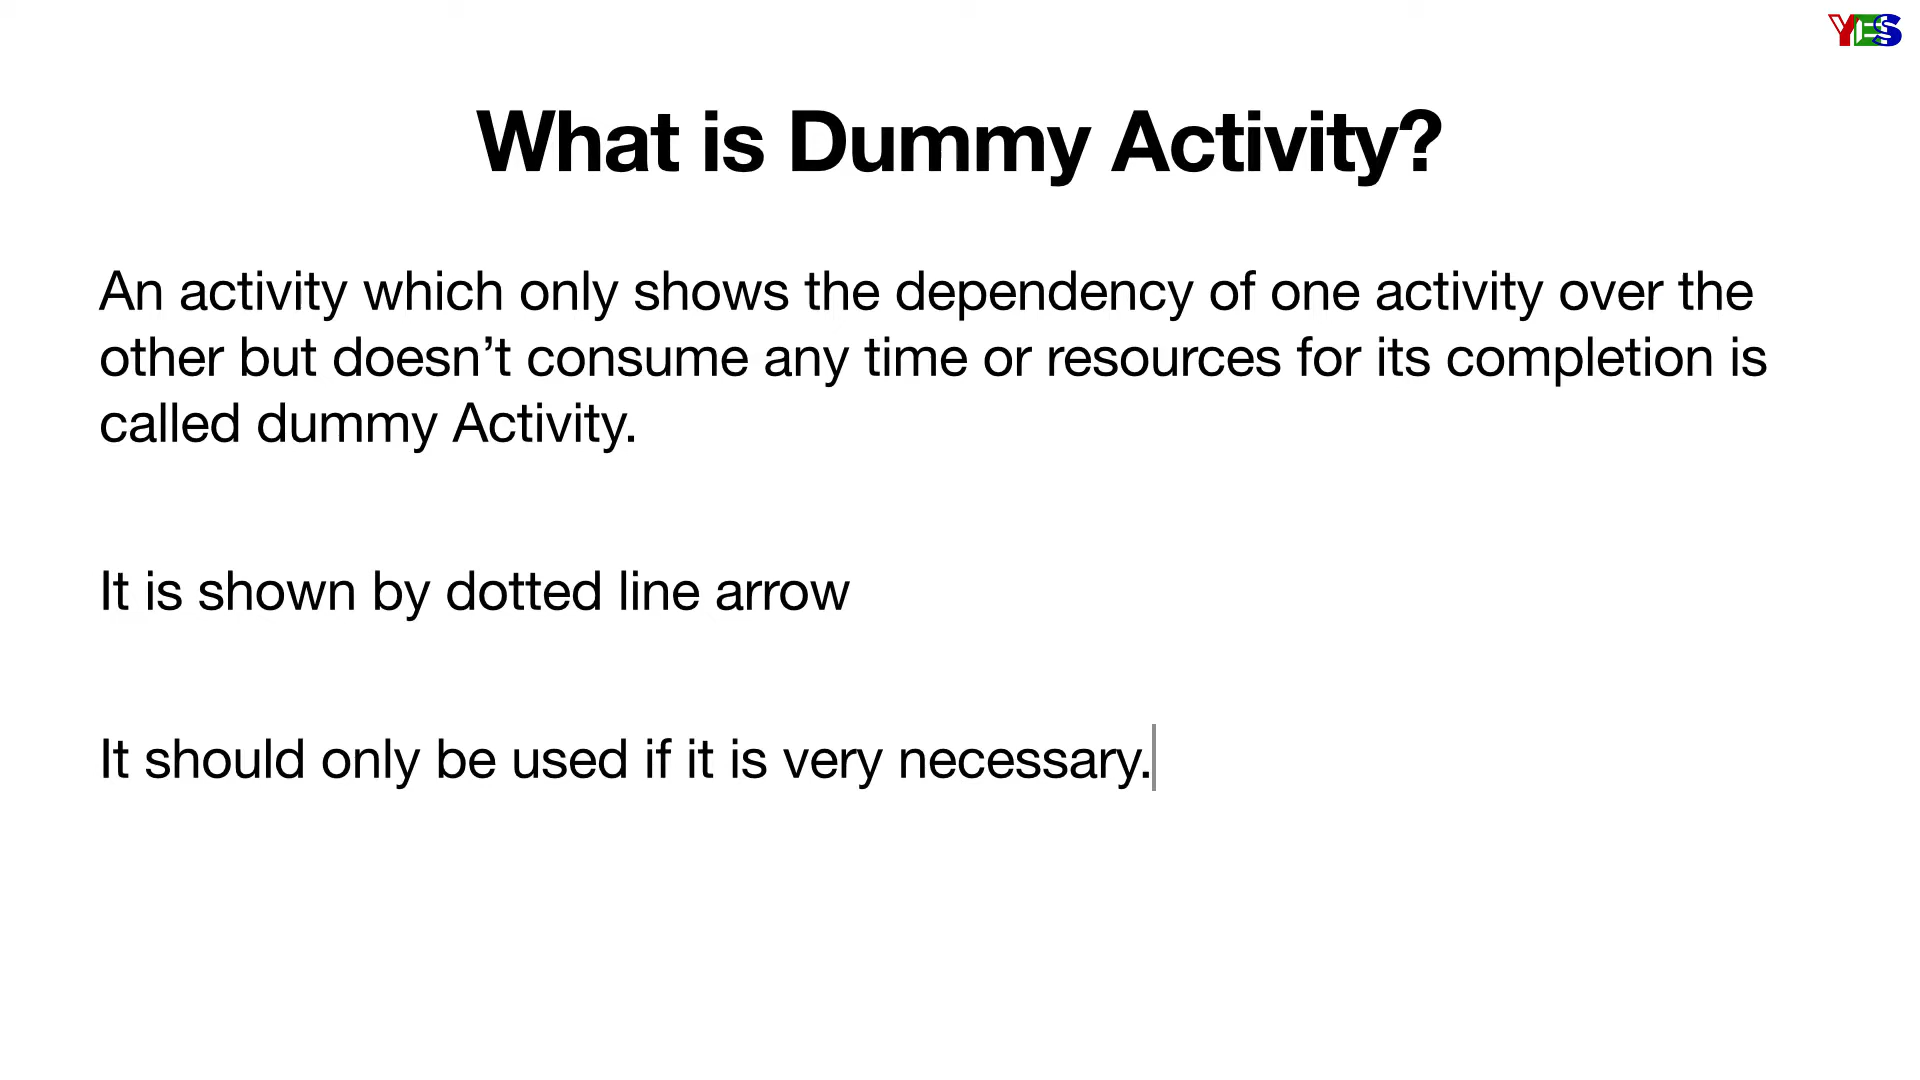 YES
What is Dummy Activity?
An activity which only shows the dependency of one activity over the
other but doesn’t consume any time or resources for its completion is
called dummy Activity.
It is shown by dotted line arrow
It should only be used if it is very necessary.